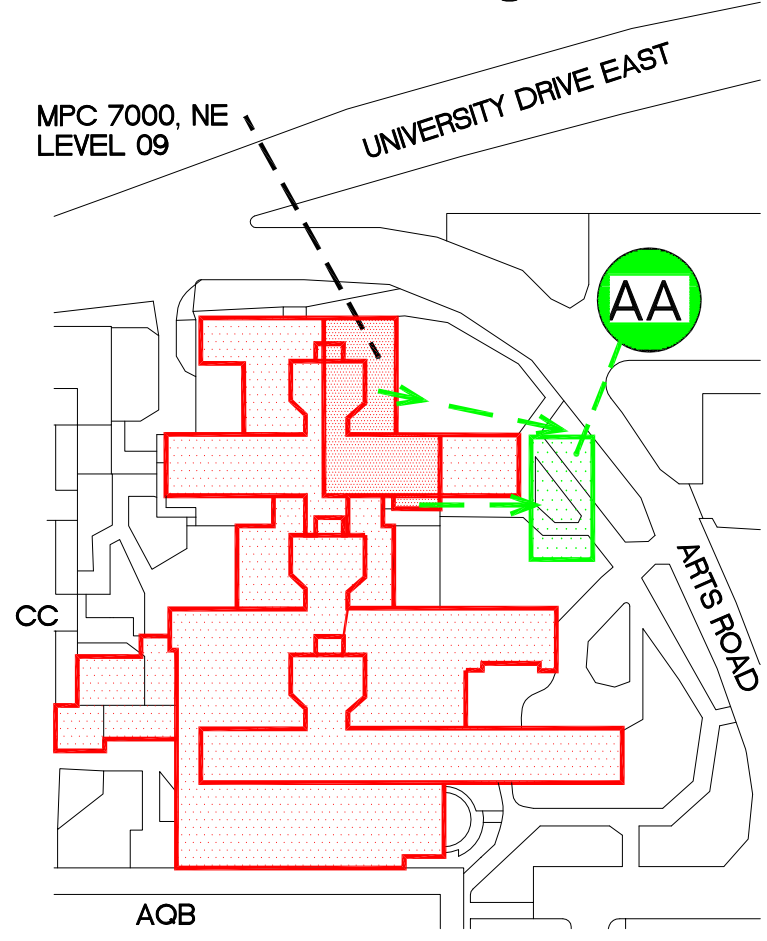 MPC 7000, NE
LEVEL 09
UNIVERSITY DRIVE EAST
AA
ARTS ROAD
CC
AQB